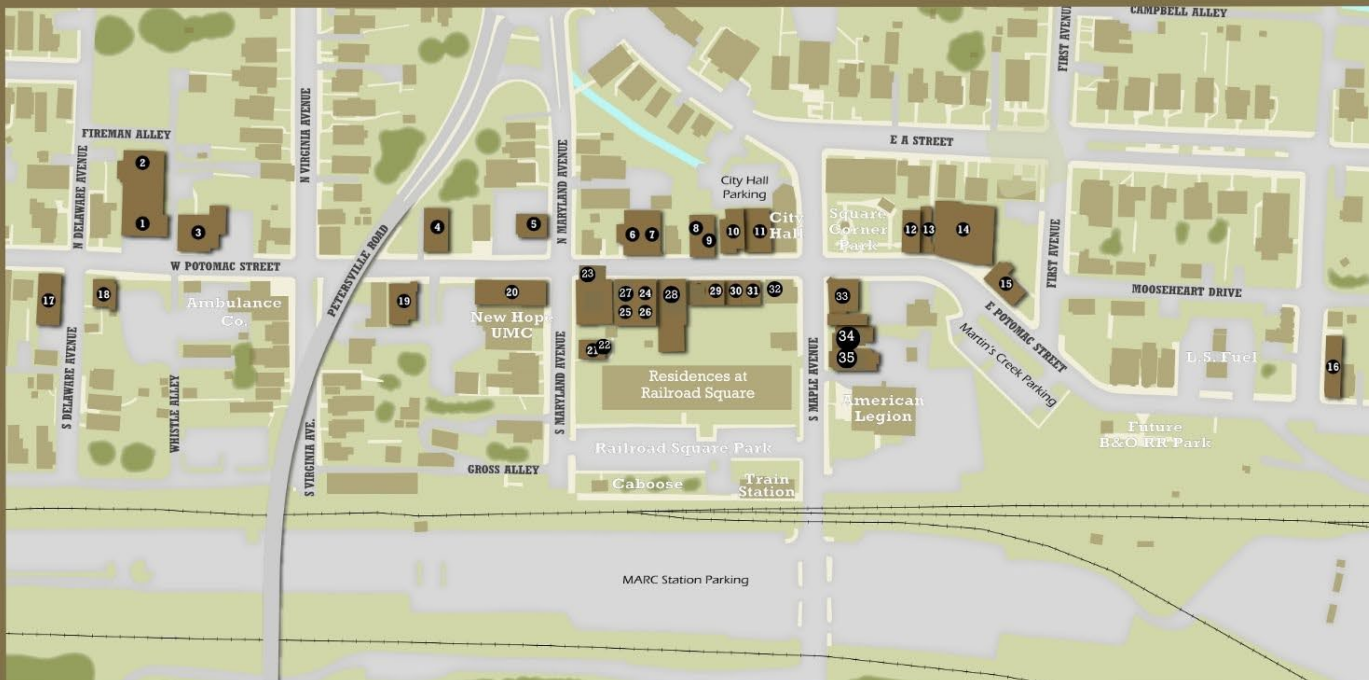 CAMPBELL ALLEY
FIRST AVENUE
N VIRGINIA AVENUE
FIREMAN ALLEY
E A STREET
N DELAWARE AVENUE
N MARYLAND AVENUE
2
1
3
4
5
6
7
8
9
10
11
City Hall
Parking
City
Hall
Square
Corner
Park
12
13
14
FIRST AVENUE
W POTOMAC STREET
PETERSVILLE ROAD
17
18
Ambulance
Co.
19
20
New Hope
UMC
23
27
24
25
26
28
29
30
31
32
21
22
33
34
35
15
MOOSEHEART DRIVE
E POTOMAC STREET
Martin's Creek Parking
L.S. Fuel
16
S DELAWARE AVENUE
WHISTLE ALLEY
S VIRGINIA AVE.
S MARYLAND AVENUE
S MAPLE AVENUE
Residences at
Railroad Square
American
Legion
Future
B&O RR Park
Railroad Square Park
GROSS ALLEY
Caboose
Train
Station
MARC Station Parking